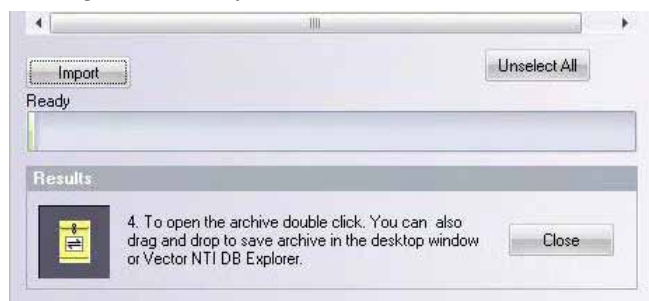 Import
Unselect All
Ready
Results
4. To open the archive double click. You can also
drag and drop to save archive in the desktop window
or Vector NTI DB Explorer.
Close